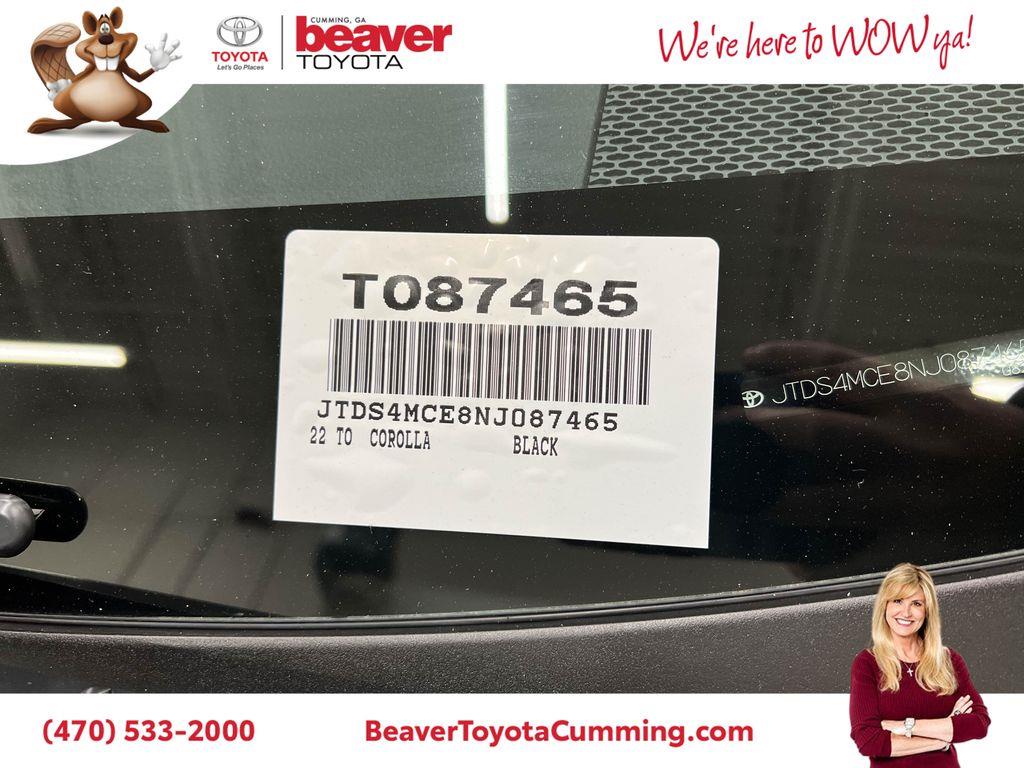 TOYOTA
Let's Go Places
CUMMING, GA
beaver
TOYOTA
We're here to WOW ya!
T087465
JTDS4MCE8NJ087465
22 TO COROLLA BLACK
JTDS4MCE8NJ087465
(470) 533-2000
BeaverToyotaCumming.com